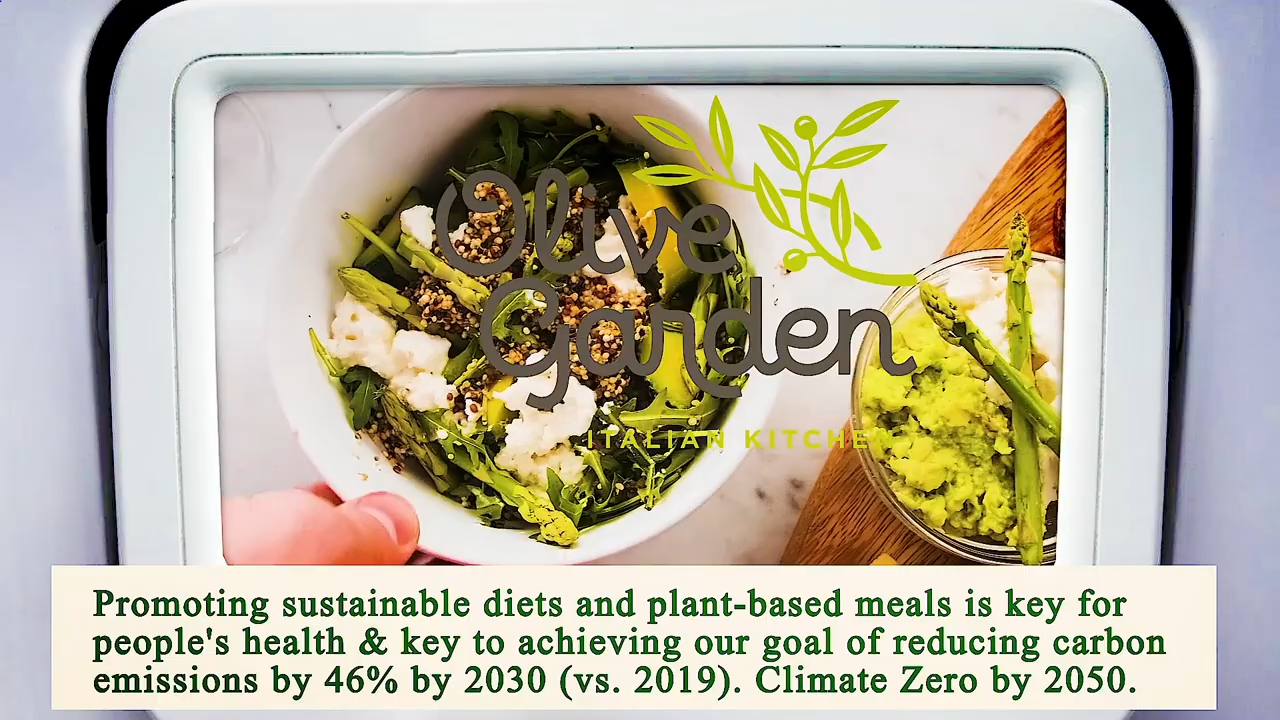 Olive
Garden
ITALIAN KITCHEN
Promoting sustainable diets and plant-based meals is key for
people's health & key to achieving our goal of reducing carbon
emissions by 46% by 2030 (vs. 2019). Climate Zero by 2050.